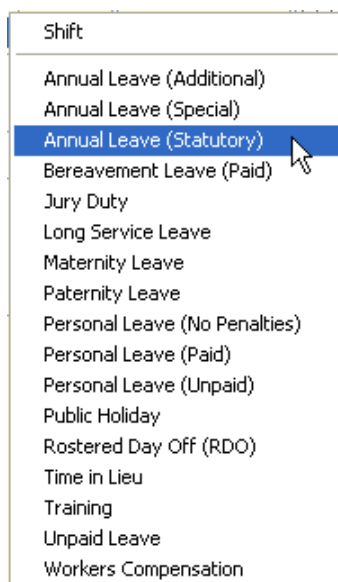 Shift
Annual Leave (Additional)
Annual Leave (Special)
Annual Leave (Statutory)
Bereavement Leave (Paid)
Jury Duty
Long Service Leave
Maternity Leave
Paternity Leave
Personal Leave (No Penalties)
Personal Leave (Paid)
Personal Leave (Unpaid)
Public Holiday
Rostered Day Off (RDO)
Time in Lieu
Training
Unpaid Leave
Workers Compensation